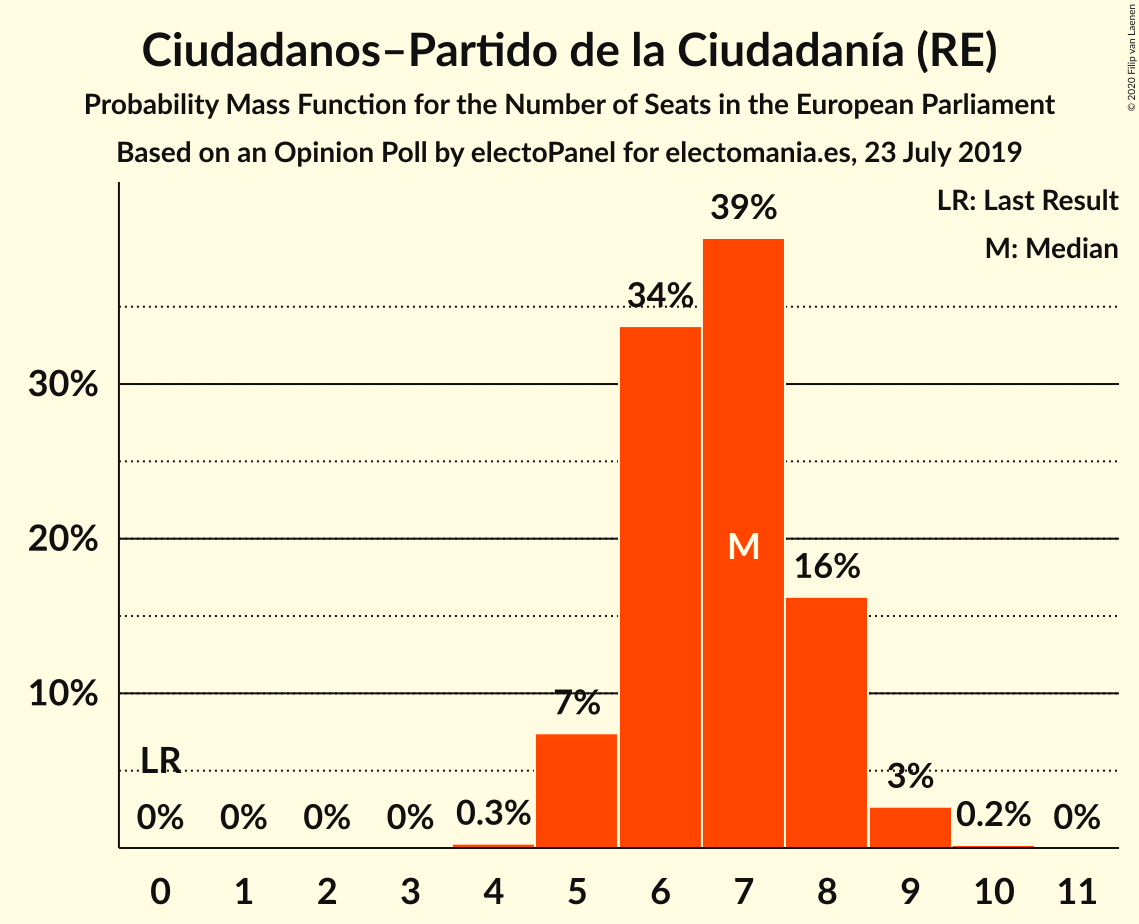 Ciudadanos–Partido de la Ciudadanía (RE)
Probability Mass Function for the Number of Seats in the European Parliament
Based on an Opinion Poll by electoPanel for electomania.es, 23 July 2019
© 2020 Filip van Laenen
LR: Last Result
M: Median
39%
34%
30%
20%
M
16%
10%
7%
LR
3%
0% 0% 0% 0% 0.3% 0.2% 0%
0 1 2 3 4 5 6 7 8 9 10 11